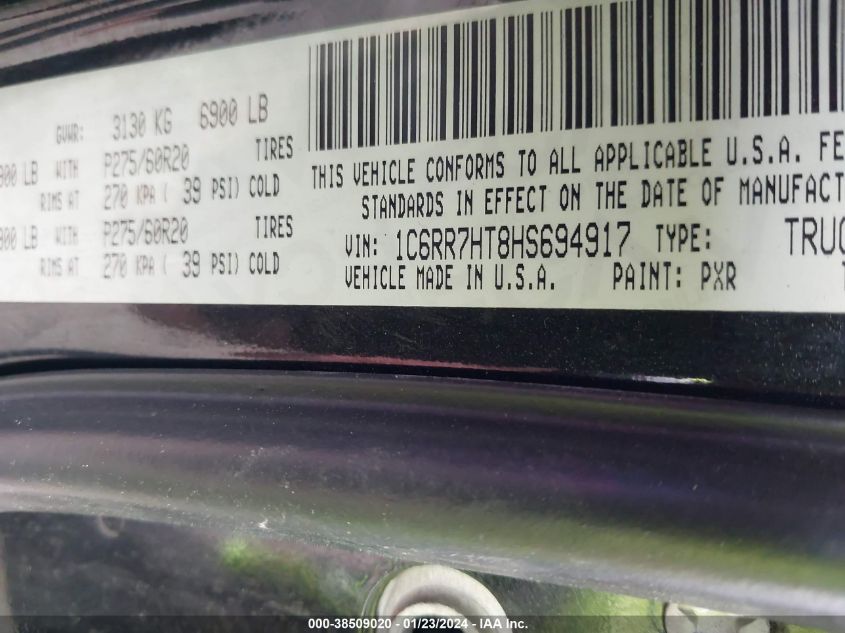 GVWR: 3130 KG 6900 LB
900 LB WITH P275/60R20 TIRES
RIMS AT 270 KPA ( 39 PSI) COLD
900 LB WITH P275/60R20 TIRES
RIMS AT 270 KPA ( 39 PSI) COLD
THIS VEHICLE CONFORMS TO ALL APPLICABLE U.S.A. FE
STANDARDS IN EFFECT ON THE DATE OF MANUFACT
VIN: 1C6RR7HT8HS694917 TYPE: TRUC
VEHICLE MADE IN U.S.A. PAINT: PXR
000-38509020 - 01/23/2024 - IAA Inc.